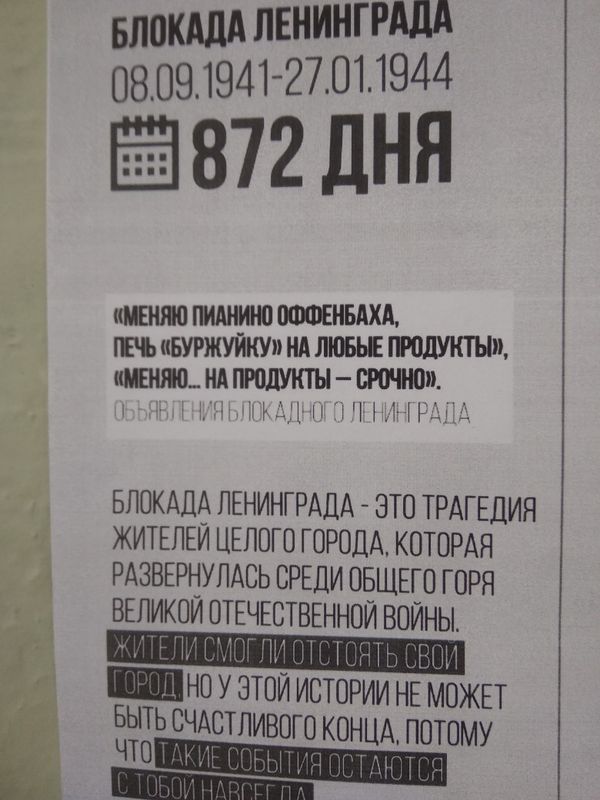 БЛОКАДА ЛЕНИНГРАДА
08.09.1941-27.01.1944
872 ДНЯ
«МЕНЯЮ ПИАНИНО ОФФЕНБАХА,
ПЕЧЬ «БУРЖУЙКУ» НА ЛЮБЫЕ ПРОДУКТЫ»,
«МЕНЯЮ... НА ПРОДУКТЫ – СРОЧНО».
ОБЪЯВЛЕНИЯ БЛОКАДНОГО ЛЕНИНГРАДА
БЛОКАДА ЛЕНИНГРАДА - ЭТО ТРАГЕДИЯ
ЖИТЕЛЕЙ ЦЕЛОГО ГОРОДА, КОТОРАЯ
РАЗВЕРНУЛАСЬ СРЕДИ ОБЩЕГО ГОРЯ
ВЕЛИКОЙ ОТЕЧЕСТВЕННОЙ ВОЙНЫ.
ЖИТЕЛИ СМОГЛИ ОТСТОЯТЬ СВОЙ
ГОРОД, НО У ЭТОЙ ИСТОРИИ НЕ МОЖЕТ
БЫТЬ СЧАСТЛИВОГО КОНЦА, ПОТОМУ
ЧТО ТАКИЕ СОБЫТИЯ ОСТАЮТСЯ
С ТОБОЙ НАВСЕГДА